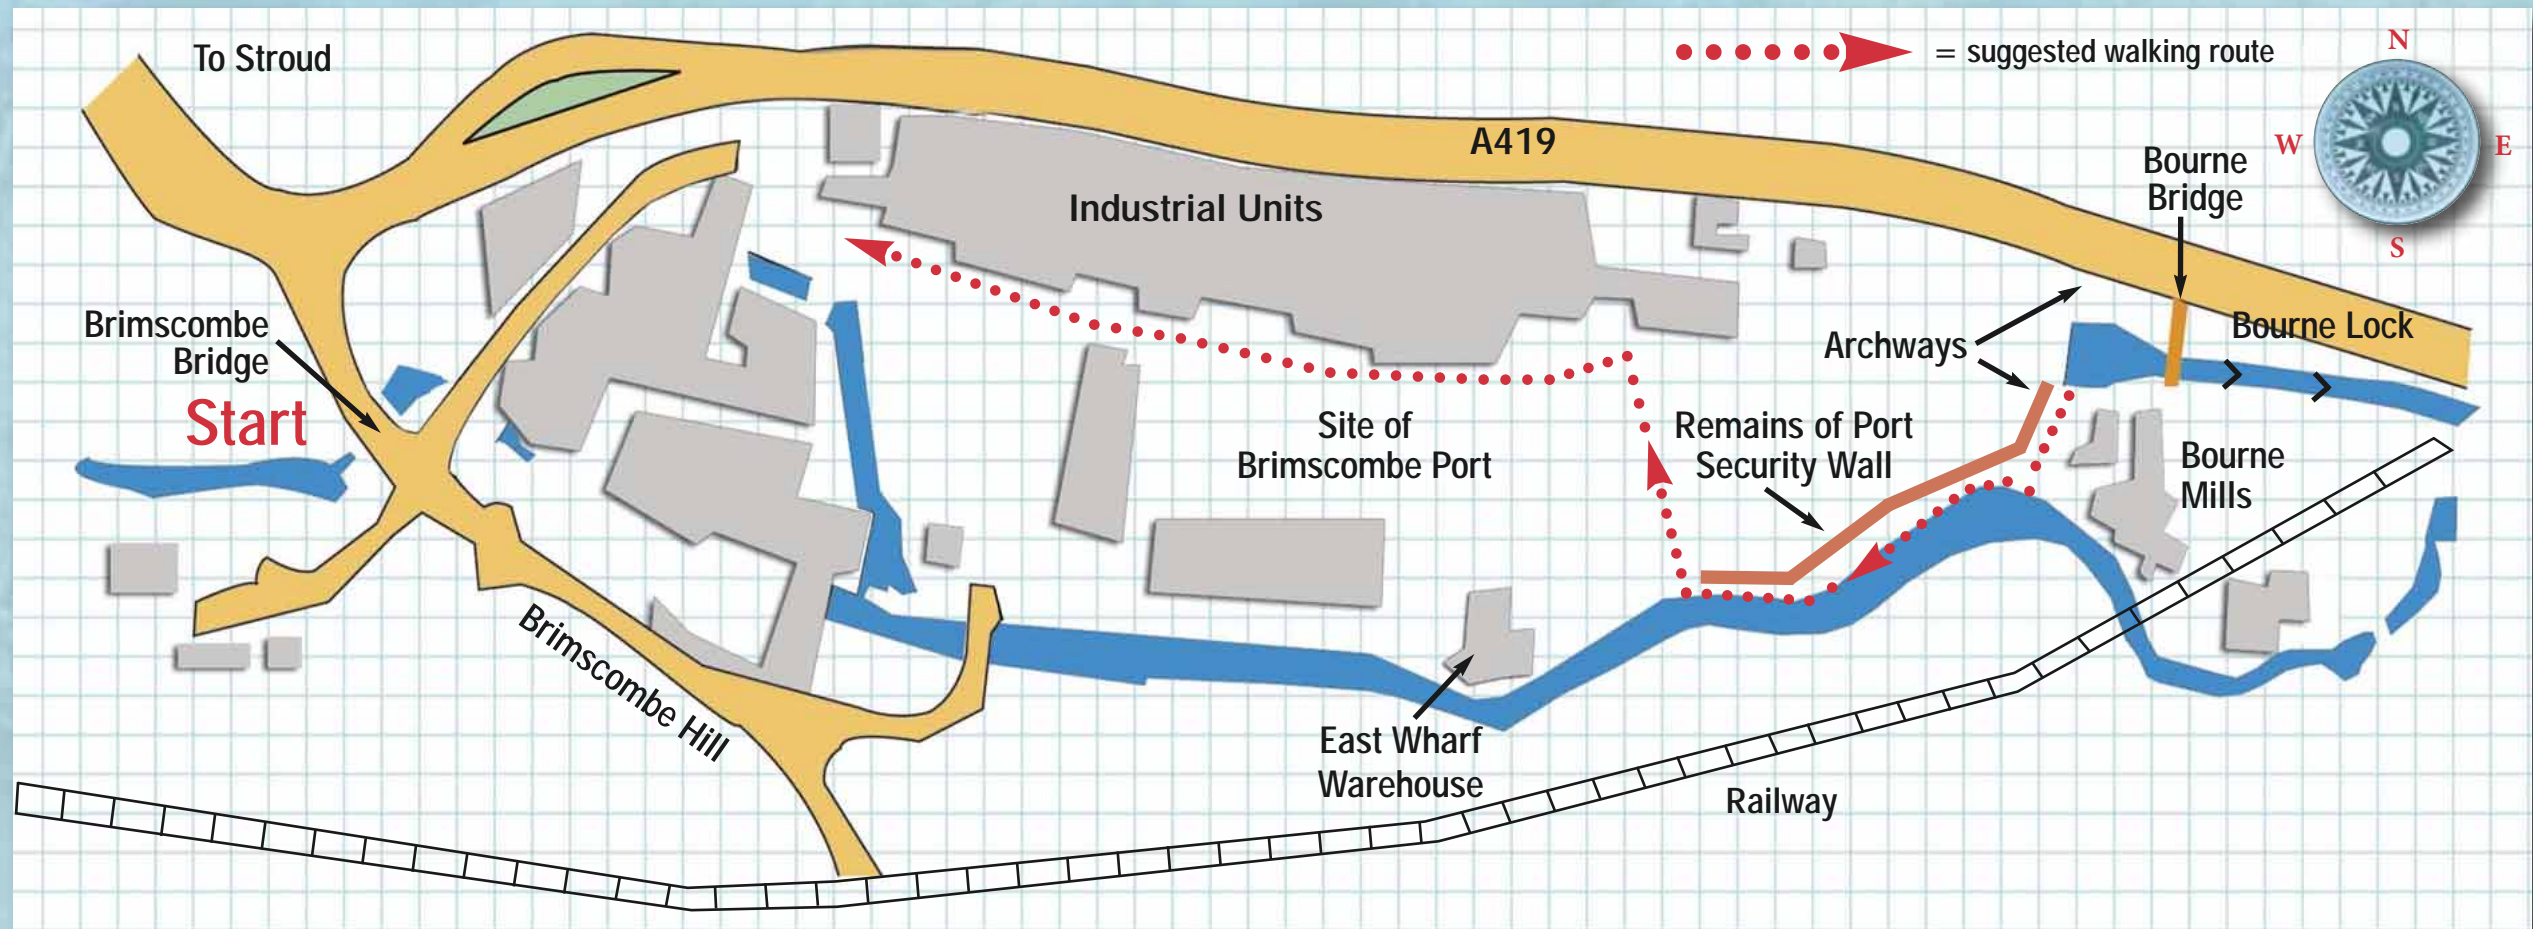 To Stroud
= suggested walking route
N
W
E
S
A419
Bourne
Bridge
Industrial Units
Brimscombe
Bridge
Start
Archways
Bourne Lock
Site of
Brimscombe Port
Remains of Port
Security Wall
Bourne
Mills
Brimscombe Hill
East Wharf
Warehouse
Railway